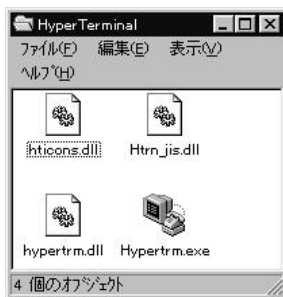 HyperTerminal
ファイル(F) 編集(E) 表示(V)
ヘルプ(H)
hticons.dll Htrn_jis.dll
hypertrm.dll Hypertrm.exe
4 個のオブジェクト